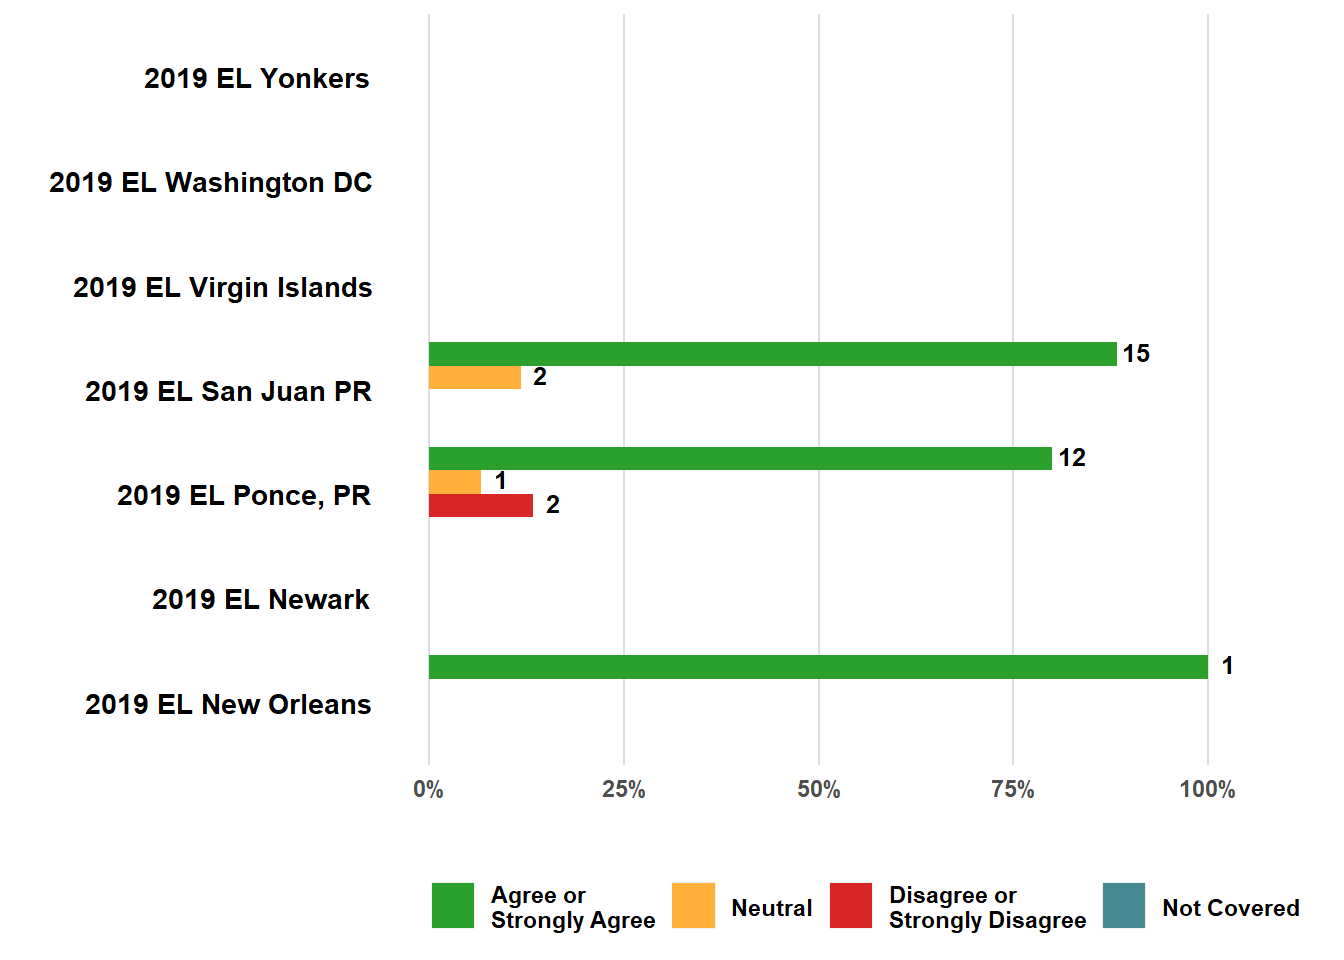 2019 EL Yonkers
2019 EL Washington DC
2019 EL Virgin Islands
15
2
2019 EL San Juan PR
12
1
2019 EL Ponce, PR
2
2019 EL Newark
1
2019 EL New Orleans
0% 25% 50% 75% 100%
Agree or
Strongly Agree
Neutral
Disagree or
Strongly Disagree
Not Covered